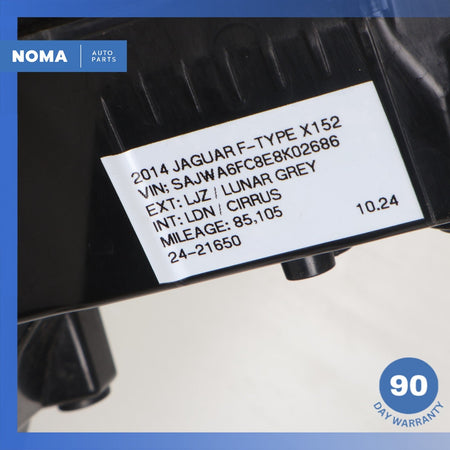 NOMA AUTO PARTS
2014 JAGUAR F-TYPE X152
VIN: SAJWA6FC8E8K02686
EXT: LJZ / LUNAR GREY
INT: LDN / CIRRUS
MILEAGE: 85,105
10.24
24-21650
90
DAY WARRANTY